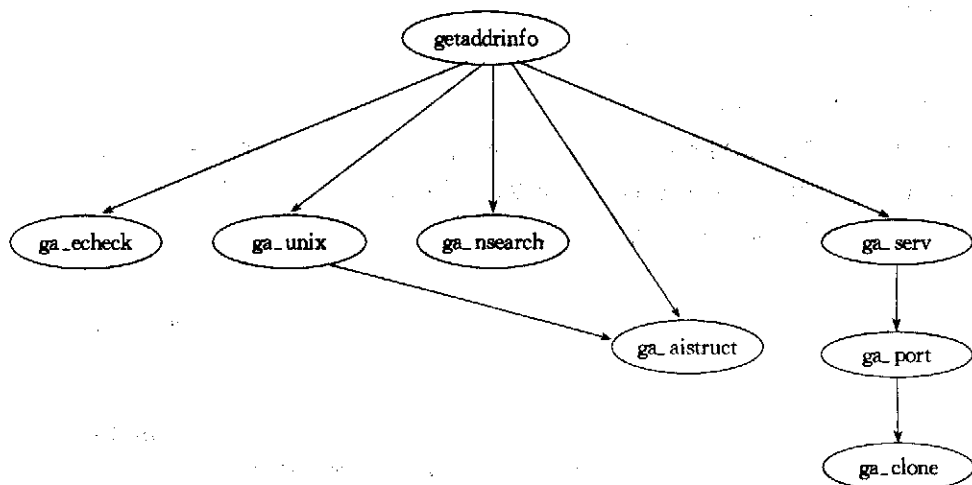 getaddrinfo
ga_echeck
ga_unix
ga_nsearch
ga_serv
ga_aistruct
ga_port
ga_clone